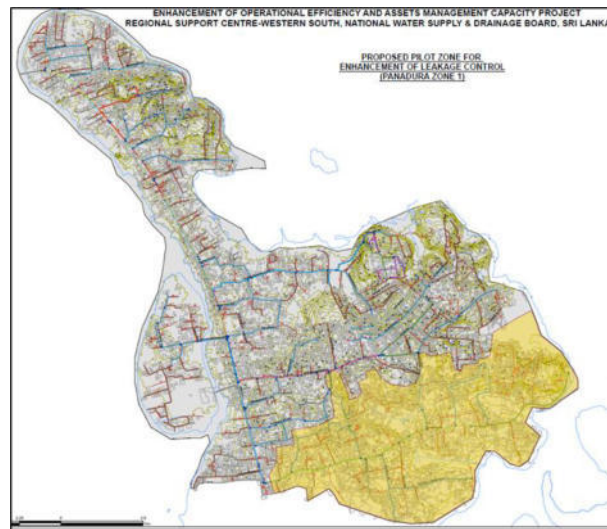 ENHANCEMENT OF OPERATIONAL EFFICIENCY AND ASSETS MANAGEMENT CAPACITY PROJECT
REGIONAL SUPPORT CENTRE-WESTERN SOUTH, NATIONAL WATER SUPPLY & DRAINAGE BOARD, SRI LANKA
PROPOSED PILOT ZONE FOR
ENHANCEMENT OF LEAKAGE CONTROL
(PANADURA ZONE 1)